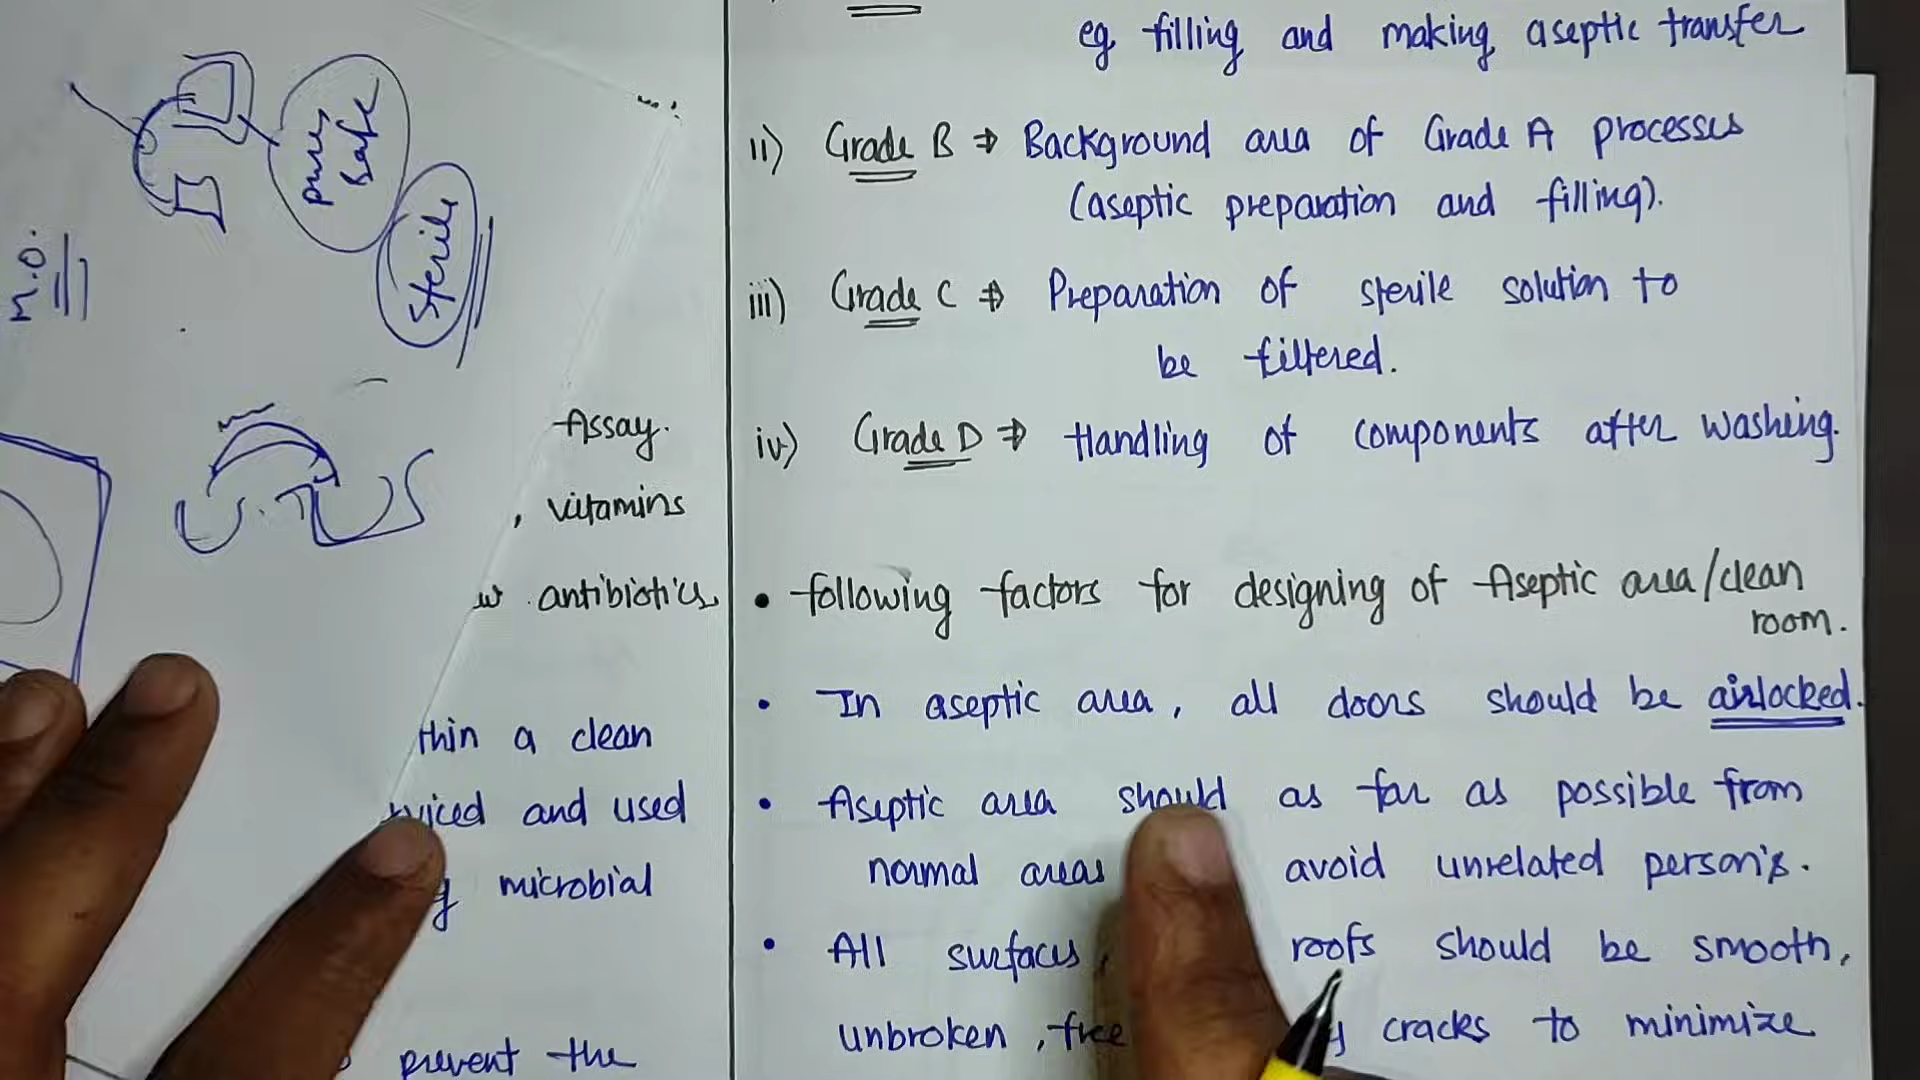 pure
safe
Sterile
M.O.
Assay.
, vitamins
antibiotics,
thin a clean
and used
microbial
prevent the
eg filling and making aseptic transfer
ii) Grade B ⇒ Background area of Grade A processes
(aseptic preparation and filling).
iii) Grade C ⇒ Preparation of sterile solution to
be filtered.
iv) Grade D ⇒ Handling of components after washing.
• following factors for designing of Aseptic area/clean
room.
• In aseptic area, all doors should be airlocked.
• Aseptic area should as far as possible from
normal areas avoid unrelated person's.
• All surfaces, roofs should be smooth,
unbroken, free cracks to minimize